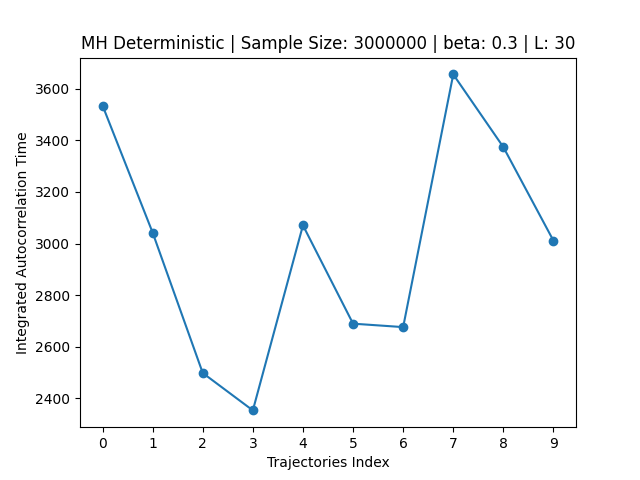 MH Deterministic | Sample Size: 3000000 | beta: 0.3 | L: 30
Integrated Autocorrelation Time
3600
3400
3200
3000
2800
2600
2400
0 1 2 3 4 5 6 7 8 9
Trajectories Index